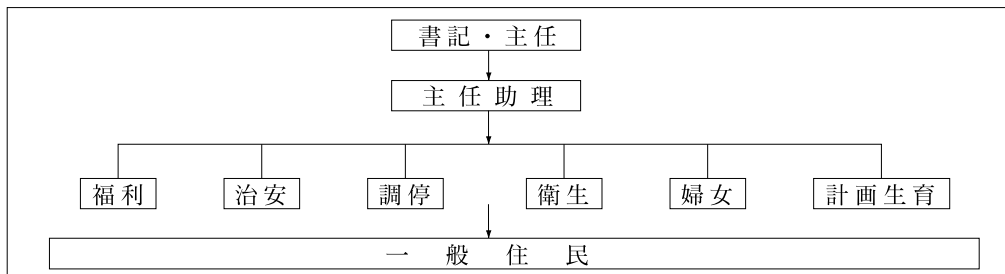 書記・主任
主任助理
福利 治安 調停 衛生 婦女 計画生育
一般住民